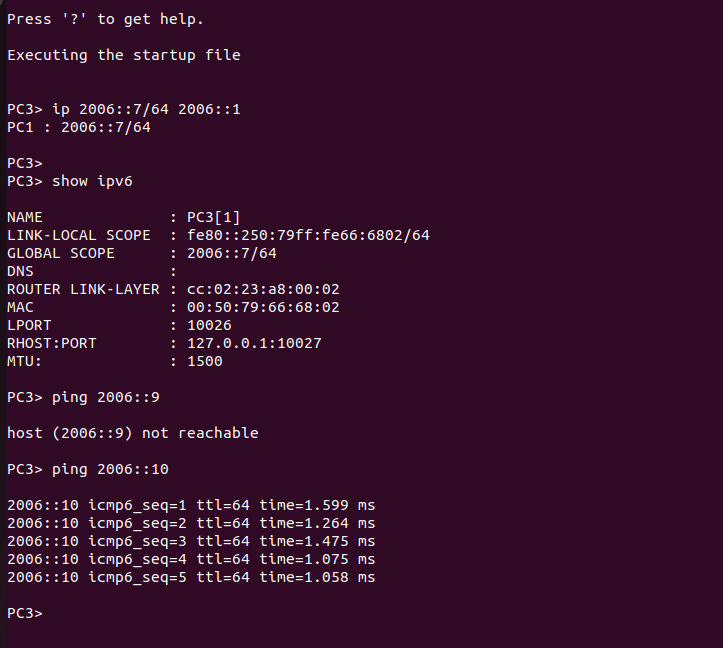 Press '?' to get help.
Executing the startup file
PC3> ip 2006::7/64 2006::1
PC1 : 2006::7/64
PC3>
PC3> show ipv6
NAME              : PC3[1]
LINK-LOCAL SCOPE  : fe80::250:79ff:fe66:6802/64
GLOBAL SCOPE      : 2006::7/64
DNS               :
ROUTER LINK-LAYER : cc:02:23:a8:00:02
MAC               : 00:50:79:66:68:02
LPORT             : 10026
RHOST:PORT        : 127.0.0.1:10027
MTU:              : 1500
PC3> ping 2006::9
host (2006::9) not reachable
PC3> ping 2006::10
2006::10 icmp6_seq=1 ttl=64 time=1.599 ms
2006::10 icmp6_seq=2 ttl=64 time=1.264 ms
2006::10 icmp6_seq=3 ttl=64 time=1.475 ms
2006::10 icmp6_seq=4 ttl=64 time=1.075 ms
2006::10 icmp6_seq=5 ttl=64 time=1.058 ms
PC3>